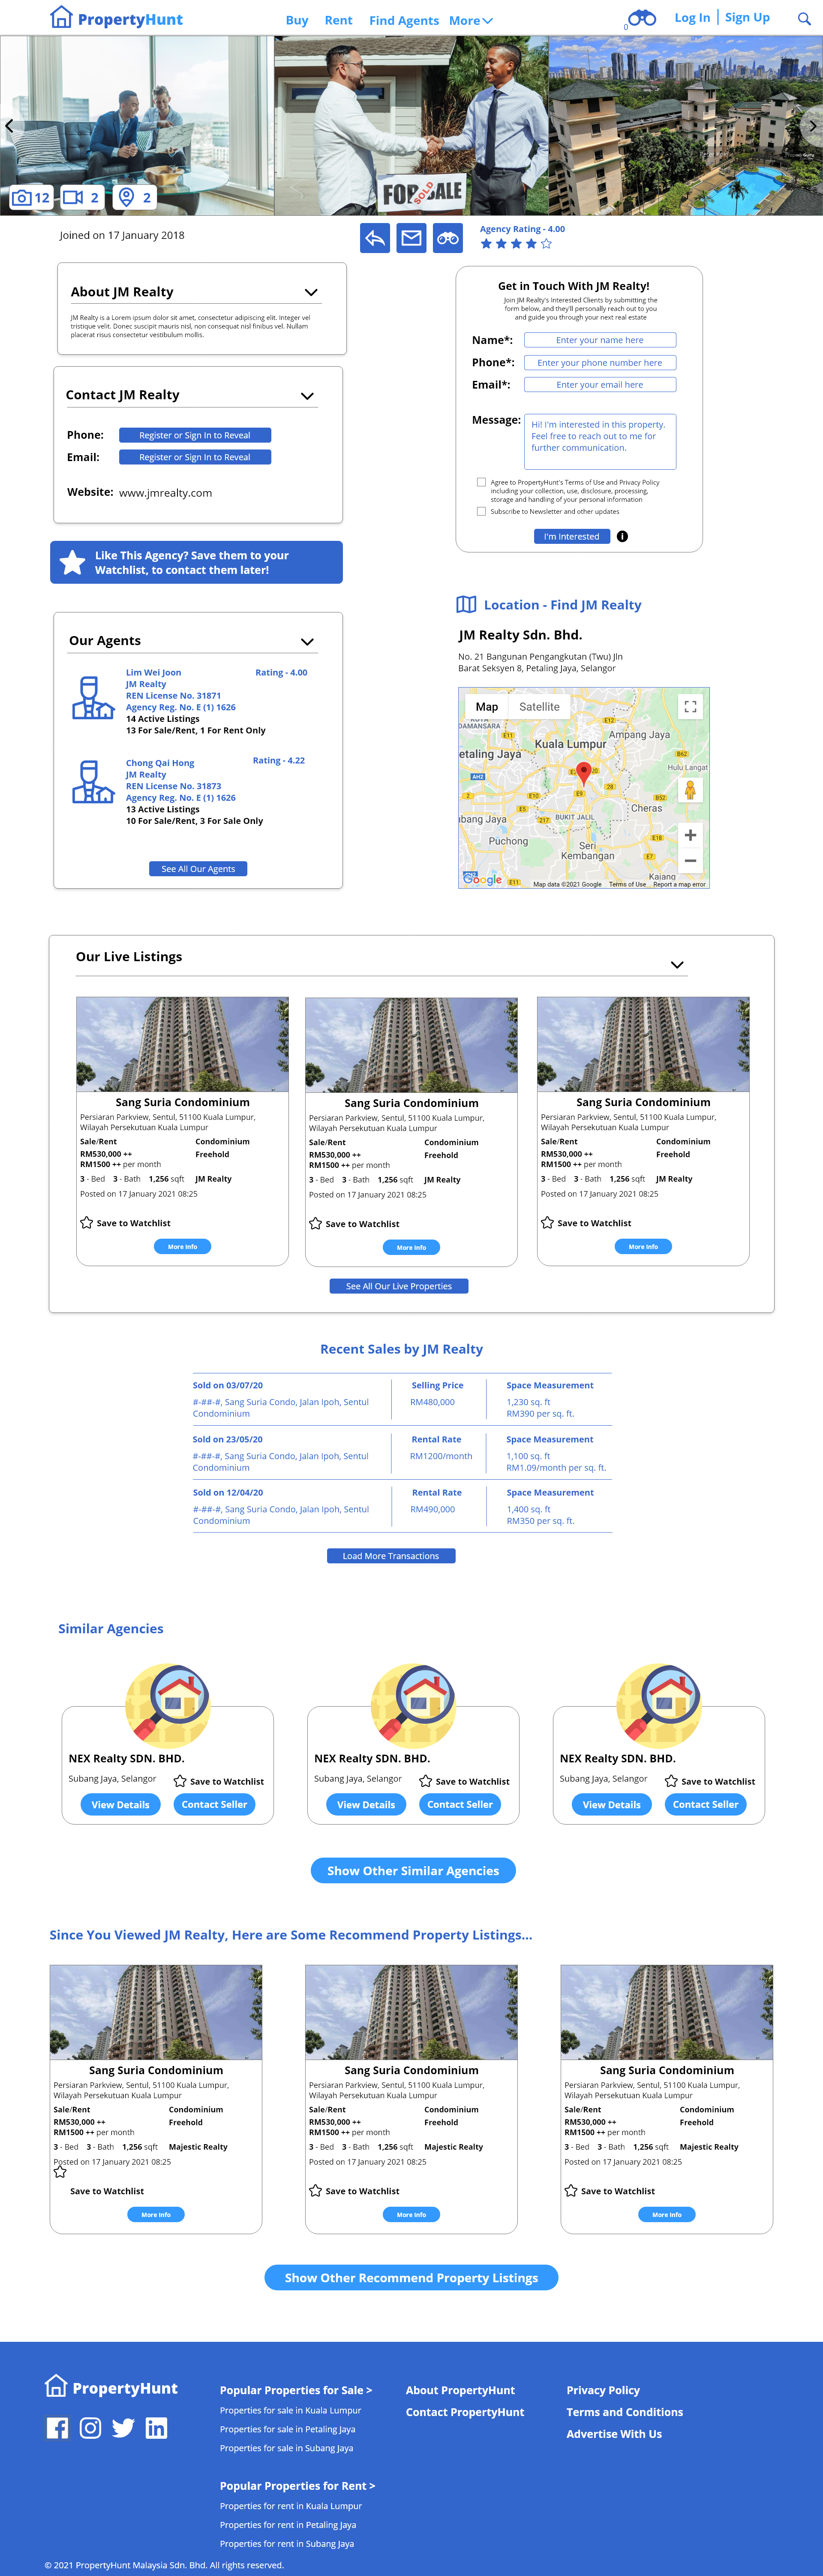 PropertyHunt
Buy Rent Find Agents More
0
Log In Sign Up
FOR SALE
SOLD
12 2 2
Joined on 17 January 2018
Agency Rating - 4.00
About JM Realty
JM Realty is a Lorem ipsum dolor sit amet, consectetur adipiscing elit. Integer vel
tristique velit. Donec suscipit mauris nisl, non consequat nisl finibus vel. Nullam
placerat risus consectetur vestibulum mollis.
Contact JM Realty
Phone: Register or Sign In to Reveal
Email: Register or Sign In to Reveal
Website: www.jmrealty.com
Like This Agency? Save them to your
Watchlist, to contact them later!
Get in Touch With JM Realty!
Join JM Realty's Interested Clients by submitting the
form below, and they'll personally reach out to you
and guide you through your next real estate
Name*: Enter your name here
Phone*: Enter your phone number here
Email*: Enter your email here
Message: Hi! I'm interested in this property.
Feel free to reach out to me for
further communication.
Agree to PropertyHunt's Terms of Use and Privacy Policy
including your collection, use, disclosure, processing,
storage and handling of your personal information
Subscribe to Newsletter and other updates
I'm Interested i
Our Agents
Lim Wei Joon Rating - 4.00
JM Realty
REN License No. 31871
Agency Reg. No. E (1) 1626
14 Active Listings
13 For Sale/Rent, 1 For Rent Only
Chong Qai Hong Rating - 4.22
JM Realty
REN License No. 31873
Agency Reg. No. E (1) 1626
13 Active Listings
10 For Sale/Rent, 3 For Sale Only
See All Our Agents
Location - Find JM Realty
JM Realty Sdn. Bhd.
No. 21 Bangunan Pengangkutan (Twu) Jln
Barat Seksyen 8, Petaling Jaya, Selangor
Map Satellite
DAMANSARA
E12
Ampang Jaya
Kuala Lumpur
etaling Jaya
Hulu Langat
AH2
E9
Cheras
bang Jaya
BUKIT JALIL
Puchong
E18
Seri
Kembangan
Kajang
Google
E11
Map data ©2021 Google Terms of Use Report a map error
Our Live Listings
Sang Suria Condominium
Persiaran Parkview, Sentul, 51100 Kuala Lumpur,
Wilayah Persekutuan Kuala Lumpur
Sale/Rent Condominium
RM530,000 ++ Freehold
RM1500 ++ per month
3 - Bed 3 - Bath 1,256 sqft JM Realty
Posted on 17 January 2021 08:25
Save to Watchlist
More Info
Sang Suria Condominium
Persiaran Parkview, Sentul, 51100 Kuala Lumpur,
Wilayah Persekutuan Kuala Lumpur
Sale/Rent Condominium
RM530,000 ++ Freehold
RM1500 ++ per month
3 - Bed 3 - Bath 1,256 sqft JM Realty
Posted on 17 January 2021 08:25
Save to Watchlist
More Info
Sang Suria Condominium
Persiaran Parkview, Sentul, 51100 Kuala Lumpur,
Wilayah Persekutuan Kuala Lumpur
Sale/Rent Condominium
RM530,000 ++ Freehold
RM1500 ++ per month
3 - Bed 3 - Bath 1,256 sqft JM Realty
Posted on 17 January 2021 08:25
Save to Watchlist
More Info
See All Our Live Properties
Recent Sales by JM Realty
Sold on 03/07/20 Selling Price Space Measurement
#-##-#, Sang Suria Condo, Jalan Ipoh, Sentul RM480,000 1,230 sq. ft
Condominium RM390 per sq. ft.
Sold on 23/05/20 Rental Rate Space Measurement
#-##-#, Sang Suria Condo, Jalan Ipoh, Sentul RM1200/month 1,100 sq. ft
Condominium RM1.09/month per sq. ft.
Sold on 12/04/20 Rental Rate Space Measurement
#-##-#, Sang Suria Condo, Jalan Ipoh, Sentul RM490,000 1,400 sq. ft
Condominium RM350 per sq. ft.
Load More Transactions
Similar Agencies
NEX Realty SDN. BHD.
Subang Jaya, Selangor Save to Watchlist
View Details Contact Seller
NEX Realty SDN. BHD.
Subang Jaya, Selangor Save to Watchlist
View Details Contact Seller
NEX Realty SDN. BHD.
Subang Jaya, Selangor Save to Watchlist
View Details Contact Seller
Show Other Similar Agencies
Since You Viewed JM Realty, Here are Some Recommend Property Listings...
Sang Suria Condominium
Persiaran Parkview, Sentul, 51100 Kuala Lumpur,
Wilayah Persekutuan Kuala Lumpur
Sale/Rent Condominium
RM530,000 ++ Freehold
RM1500 ++ per month
3 - Bed 3 - Bath 1,256 sqft Majestic Realty
Posted on 17 January 2021 08:25
Save to Watchlist
More Info
Sang Suria Condominium
Persiaran Parkview, Sentul, 51100 Kuala Lumpur,
Wilayah Persekutuan Kuala Lumpur
Sale/Rent Condominium
RM530,000 ++ Freehold
RM1500 ++ per month
3 - Bed 3 - Bath 1,256 sqft Majestic Realty
Posted on 17 January 2021 08:25
Save to Watchlist
More Info
Sang Suria Condominium
Persiaran Parkview, Sentul, 51100 Kuala Lumpur,
Wilayah Persekutuan Kuala Lumpur
Sale/Rent Condominium
RM530,000 ++ Freehold
RM1500 ++ per month
3 - Bed 3 - Bath 1,256 sqft Majestic Realty
Posted on 17 January 2021 08:25
Save to Watchlist
More Info
Show Other Recommend Property Listings
PropertyHunt
Popular Properties for Sale >
Properties for sale in Kuala Lumpur
Properties for sale in Petaling Jaya
Properties for sale in Subang Jaya
Popular Properties for Rent >
Properties for rent in Kuala Lumpur
Properties for rent in Petaling Jaya
Properties for rent in Subang Jaya
About PropertyHunt
Contact PropertyHunt
Privacy Policy
Terms and Conditions
Advertise With Us
© 2021 PropertyHunt Malaysia Sdn. Bhd. All rights reserved.